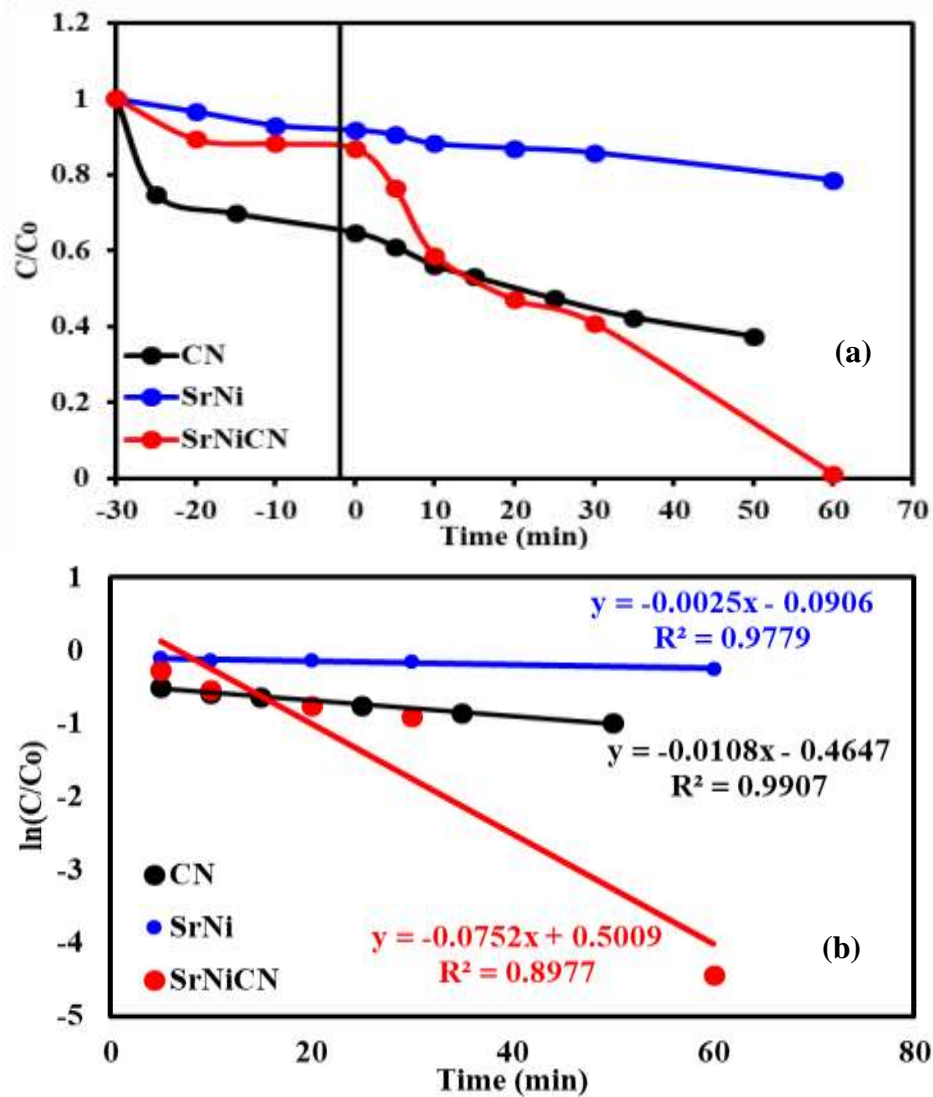 1.2
1
0.8
0.6
0.4
0.2
0
C/Co
CN
SrNi
SrNiCN
(a)
-30 -20 -10 0 10 20 30 40 50 60 70
Time (min)
1
0
-1
-2
-3
-4
-5
ln(C/Co)
y = -0.0025x - 0.0906
R² = 0.9779
y = -0.0108x - 0.4647
R² = 0.9907
CN
SrNi
SrNiCN
y = -0.0752x + 0.5009
R² = 0.8977
(b)
0 20 40 60 80
Time (min)